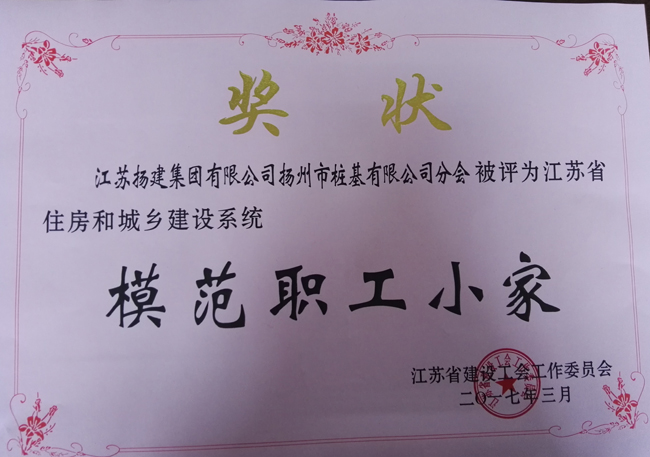 奖状
江苏扬建集团有限公司扬州市桩基有限公司分会被评为江苏省
住房和城乡建设系统
模范职工小家
江苏省建设工会工作委员会
二〇一七年三月